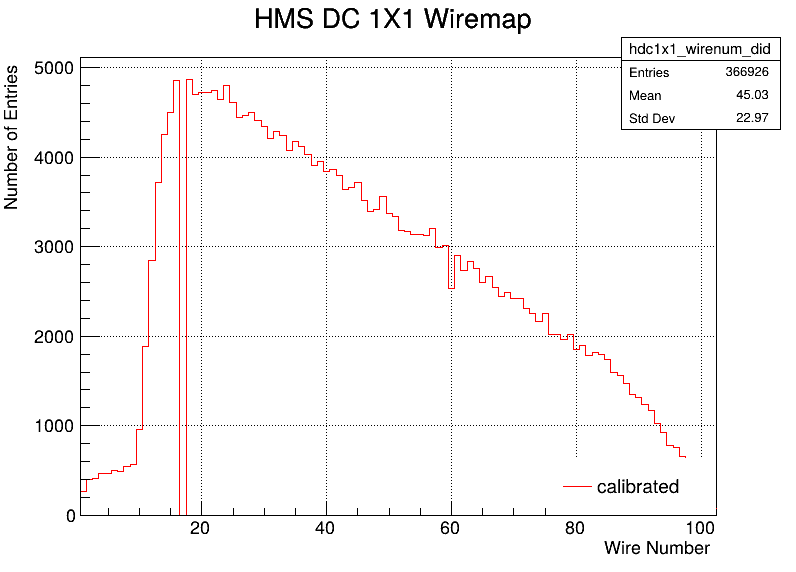 HMS DC 1X1 Wiremap
hdc1x1_wirenum_did
Entries 366926
Mean 45.03
Std Dev 22.97
Number of Entries
5000
4000
3000
2000
1000
0
calibrated
20 40 60 80 100
Wire Number